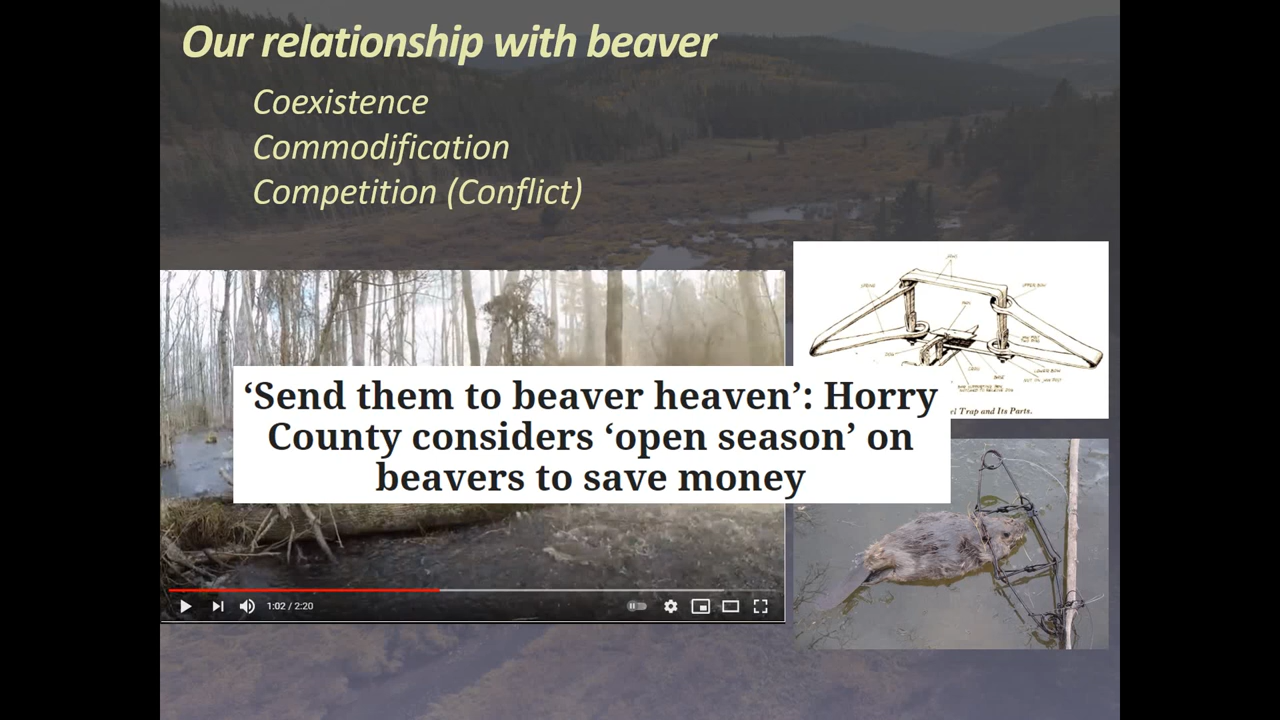 Our relationship with beaver
Coexistence
Commodification
Competition (Conflict)
‘Send them to beaver heaven’: Horry
County considers ‘open season’ on
beavers to save money
Trap and Its Parts.
1:02 / 2:20